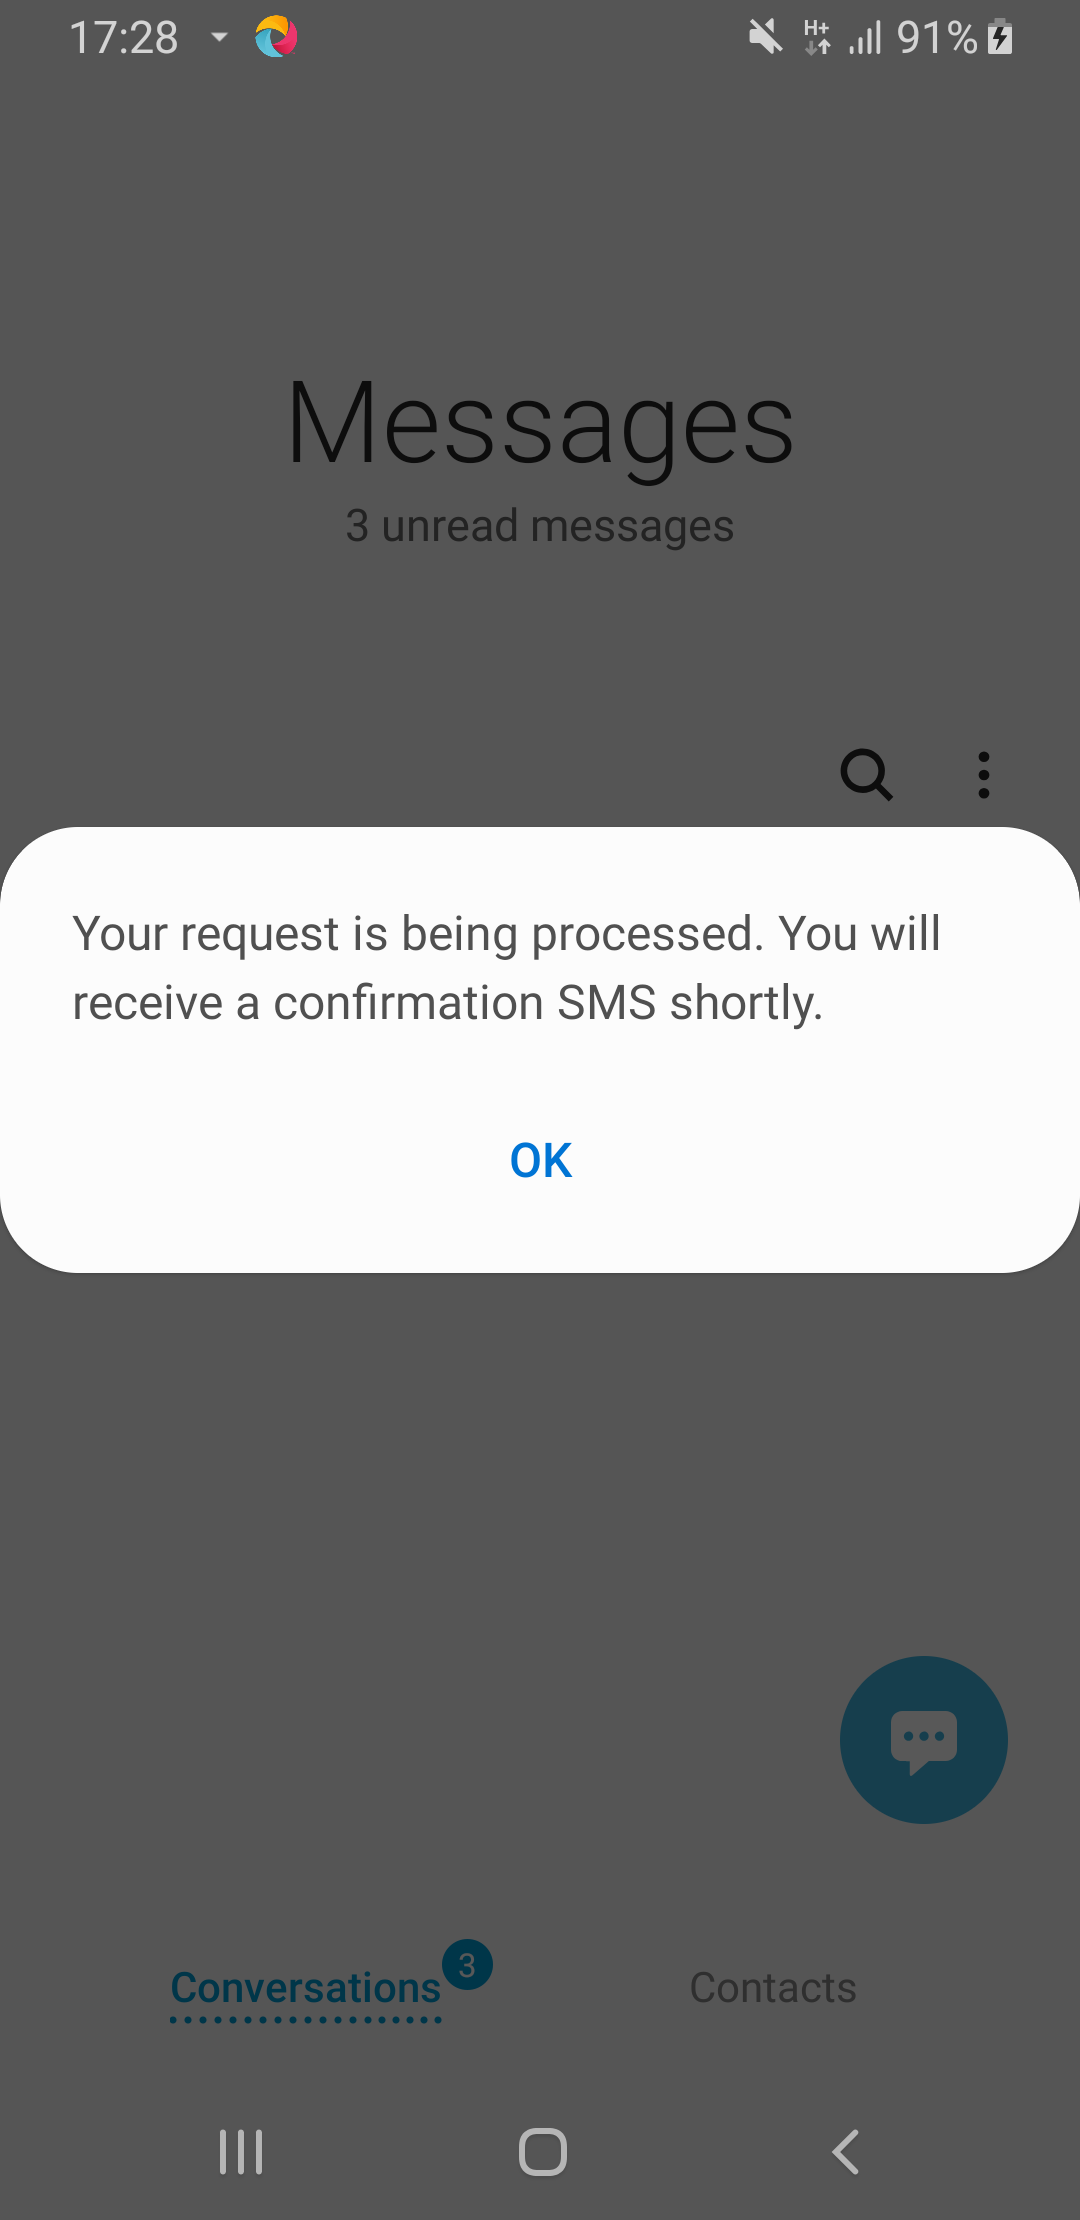 17:28
H+
91%
Messages
3 unread messages
Your request is being processed. You will
receive a confirmation SMS shortly.
OK
Conversations
3
Contacts